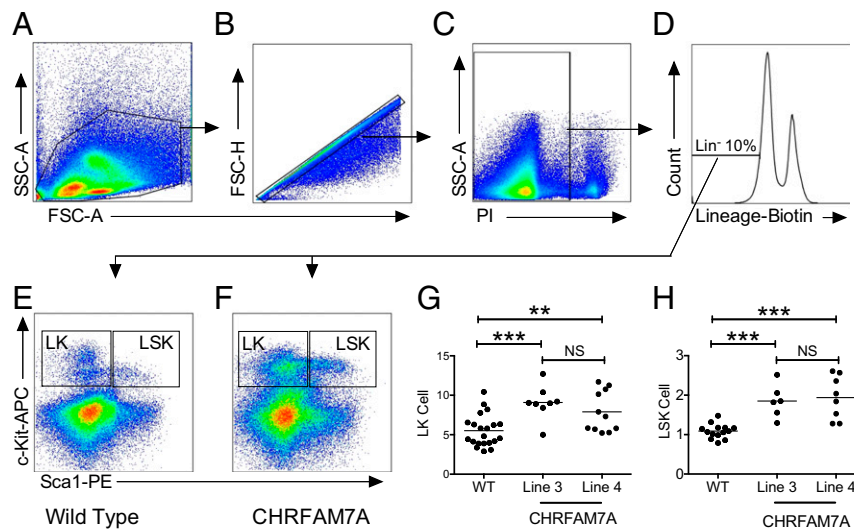 A B C D
SSC-A
FSC-A
FSC-H
SSC-A
PI
Count
Lin- 10%
Lineage-Biotin
E F G H
c-Kit-APC
LK LSK
LK LSK
Sca1-PE
Wild Type CHRFAM7A
LK Cell
15
10
5
0
** 
*** NS
WT Line 3 Line 4
CHRFAM7A
LSK Cell
3
2
1
0
***
*** NS
WT Line 3 Line 4
CHRFAM7A